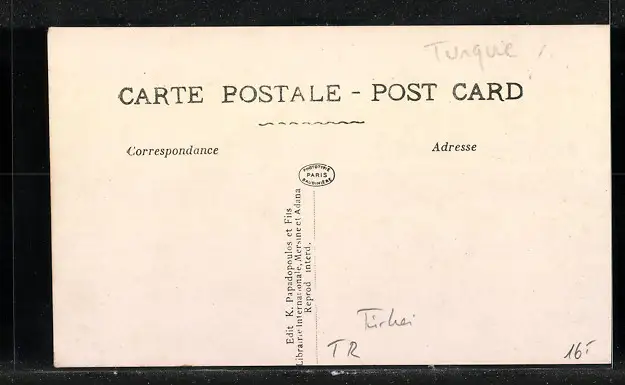 Turquie
CARTE POSTALE - POST CARD
Correspondance
Adresse
PHOTOTYPIE
PARIS
BAUDINIÈRE
Edit K. Papadopoulos et Fils
Librairie Internationale, Mersine et Adana
Reprod interd.
Türkei
TR
16